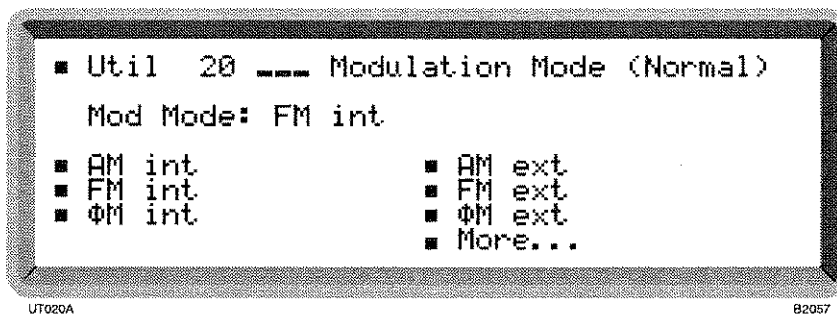 ▪ Util 20 ___ Modulation Mode (Normal)
Mod Mode: FM int
▪ AM int ▪ AM ext
▪ FM int ▪ FM ext
▪ ΦM int ▪ ΦM ext
▪ More...
UT020A B2057